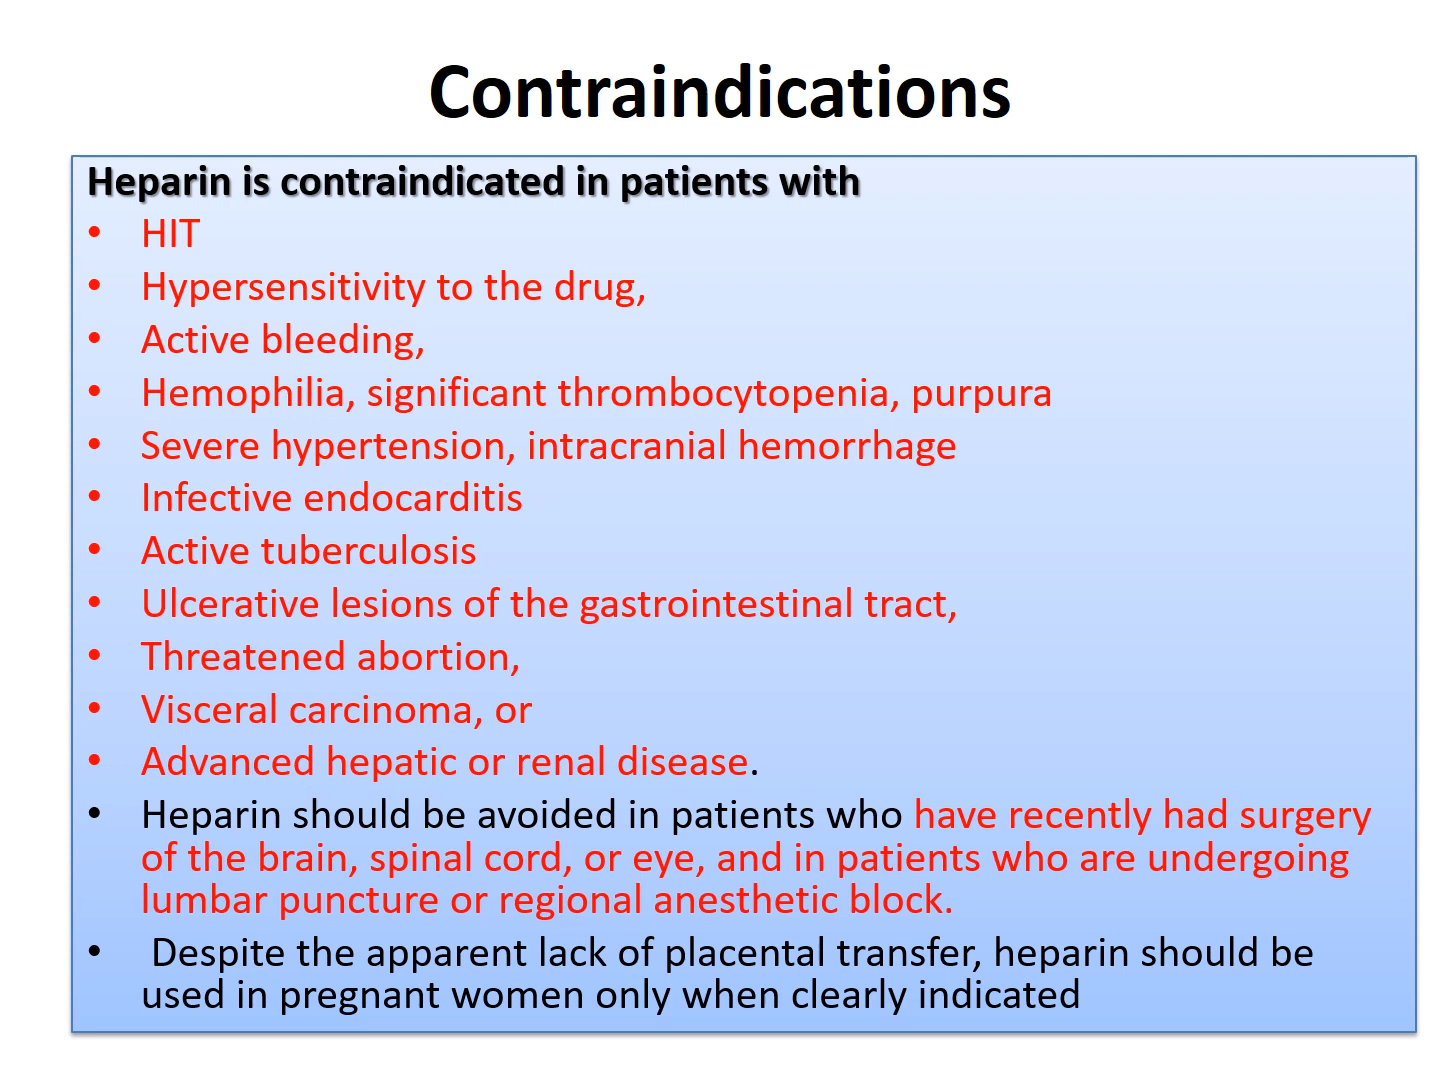 Contraindications
Heparin is contraindicated in patients with
• HIT
• Hypersensitivity to the drug,
• Active bleeding,
• Hemophilia, significant thrombocytopenia, purpura
• Severe hypertension, intracranial hemorrhage
• Infective endocarditis
• Active tuberculosis
• Ulcerative lesions of the gastrointestinal tract,
• Threatened abortion,
• Visceral carcinoma, or
• Advanced hepatic or renal disease.
• Heparin should be avoided in patients who have recently had surgery
of the brain, spinal cord, or eye, and in patients who are undergoing
lumbar puncture or regional anesthetic block.
• Despite the apparent lack of placental transfer, heparin should be
used in pregnant women only when clearly indicated